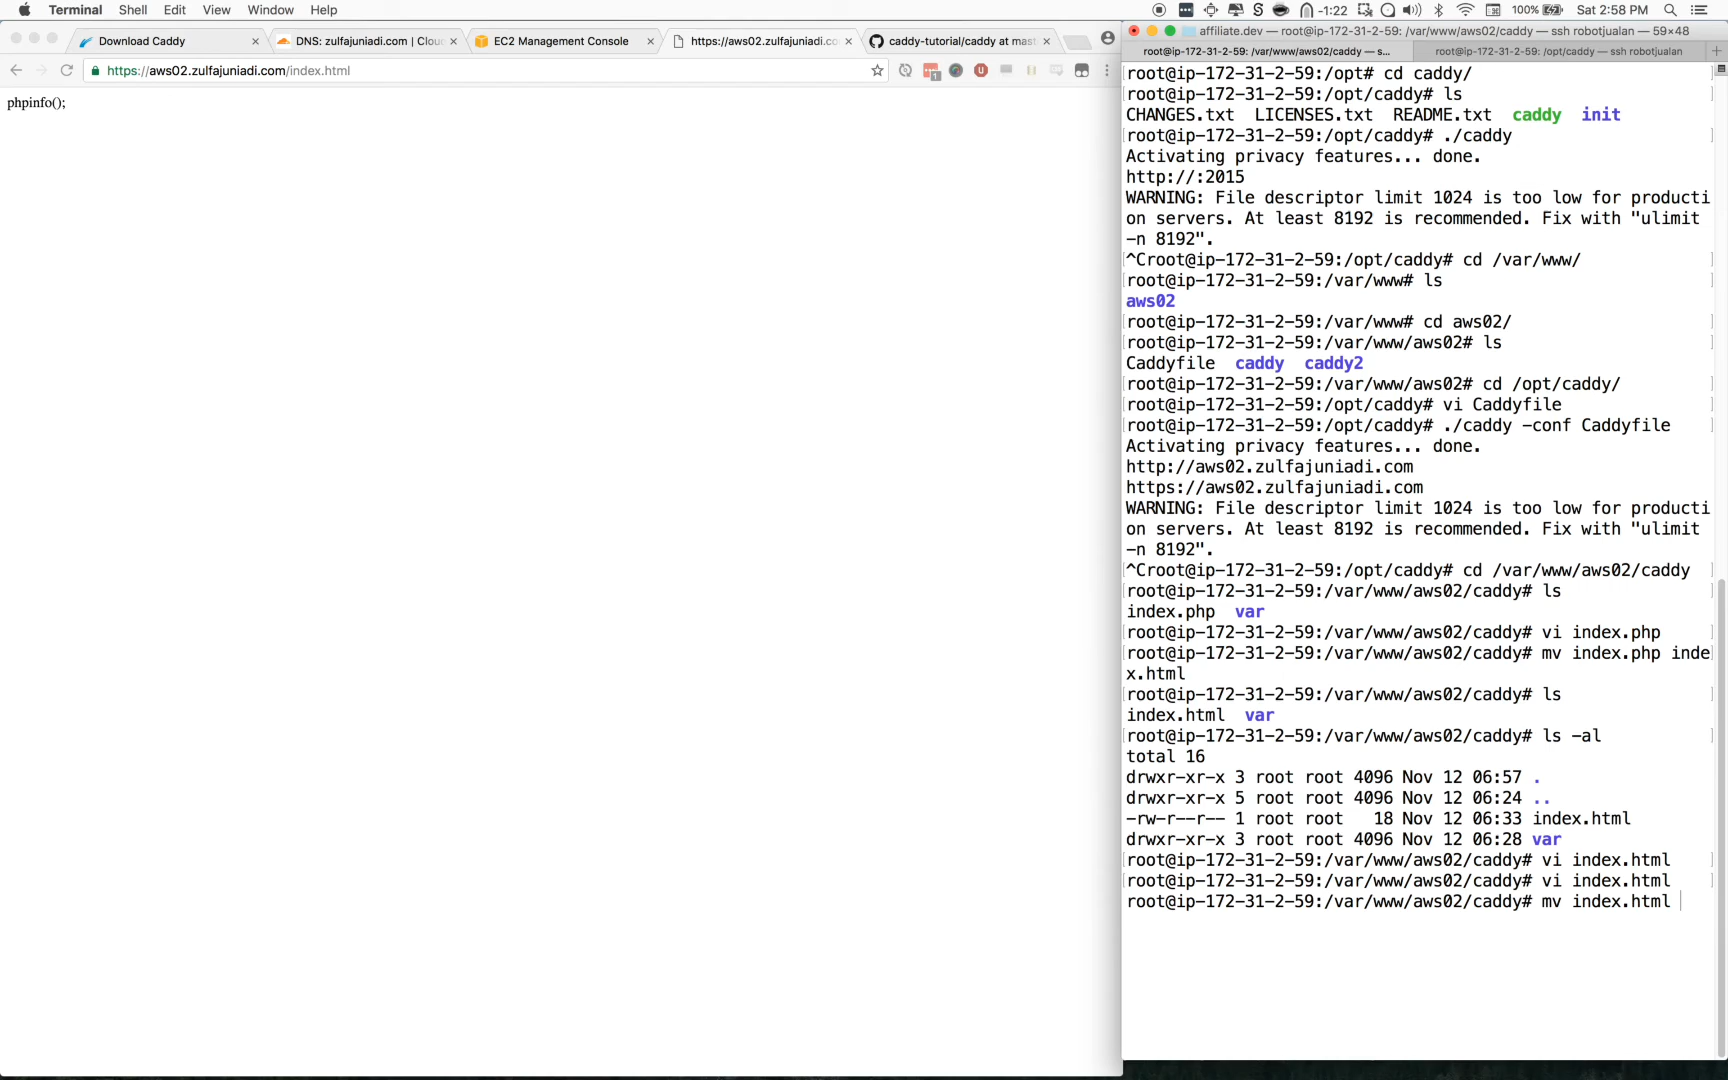 Terminal Shell Edit View Window Help
-1:22 100% Sat 2:58 PM
Download Caddy
DNS: zulfajuniadi.com | Clou
EC2 Management Console
https://aws02.zulfajuniadi.co
caddy-tutorial/caddy at mast
https://aws02.zulfajuniadi.com/index.html
phpinfo();
affiliate.dev — root@ip-172-31-2-59: /var/www/aws02/caddy — ssh robotjualan — 59×48
root@ip-172-31-2-59: /var/www/aws02/caddy — s...
root@ip-172-31-2-59: /opt/caddy — ssh robotjualan
root@ip-172-31-2-59:/opt# cd caddy/
root@ip-172-31-2-59:/opt/caddy# ls
CHANGES.txt LICENSES.txt README.txt caddy init
root@ip-172-31-2-59:/opt/caddy# ./caddy
Activating privacy features... done.
http://:2015
WARNING: File descriptor limit 1024 is too low for producti
on servers. At least 8192 is recommended. Fix with "ulimit
-n 8192".
^Croot@ip-172-31-2-59:/opt/caddy# cd /var/www/
root@ip-172-31-2-59:/var/www# ls
aws02
root@ip-172-31-2-59:/var/www# cd aws02/
root@ip-172-31-2-59:/var/www/aws02# ls
Caddyfile caddy caddy2
root@ip-172-31-2-59:/var/www/aws02# cd /opt/caddy/
root@ip-172-31-2-59:/opt/caddy# vi Caddyfile
root@ip-172-31-2-59:/opt/caddy# ./caddy -conf Caddyfile
Activating privacy features... done.
http://aws02.zulfajuniadi.com
https://aws02.zulfajuniadi.com
WARNING: File descriptor limit 1024 is too low for producti
on servers. At least 8192 is recommended. Fix with "ulimit
-n 8192".
^Croot@ip-172-31-2-59:/opt/caddy# cd /var/www/aws02/caddy
root@ip-172-31-2-59:/var/www/aws02/caddy# ls
index.php var
root@ip-172-31-2-59:/var/www/aws02/caddy# vi index.php
root@ip-172-31-2-59:/var/www/aws02/caddy# mv index.php inde
x.html
root@ip-172-31-2-59:/var/www/aws02/caddy# ls
index.html var
root@ip-172-31-2-59:/var/www/aws02/caddy# ls -al
total 16
drwxr-xr-x 3 root root 4096 Nov 12 06:57 .
drwxr-xr-x 5 root root 4096 Nov 12 06:24 ..
-rw-r--r-- 1 root root   18 Nov 12 06:33 index.html
drwxr-xr-x 3 root root 4096 Nov 12 06:28 var
root@ip-172-31-2-59:/var/www/aws02/caddy# vi index.html
root@ip-172-31-2-59:/var/www/aws02/caddy# vi index.html
root@ip-172-31-2-59:/var/www/aws02/caddy# mv index.html